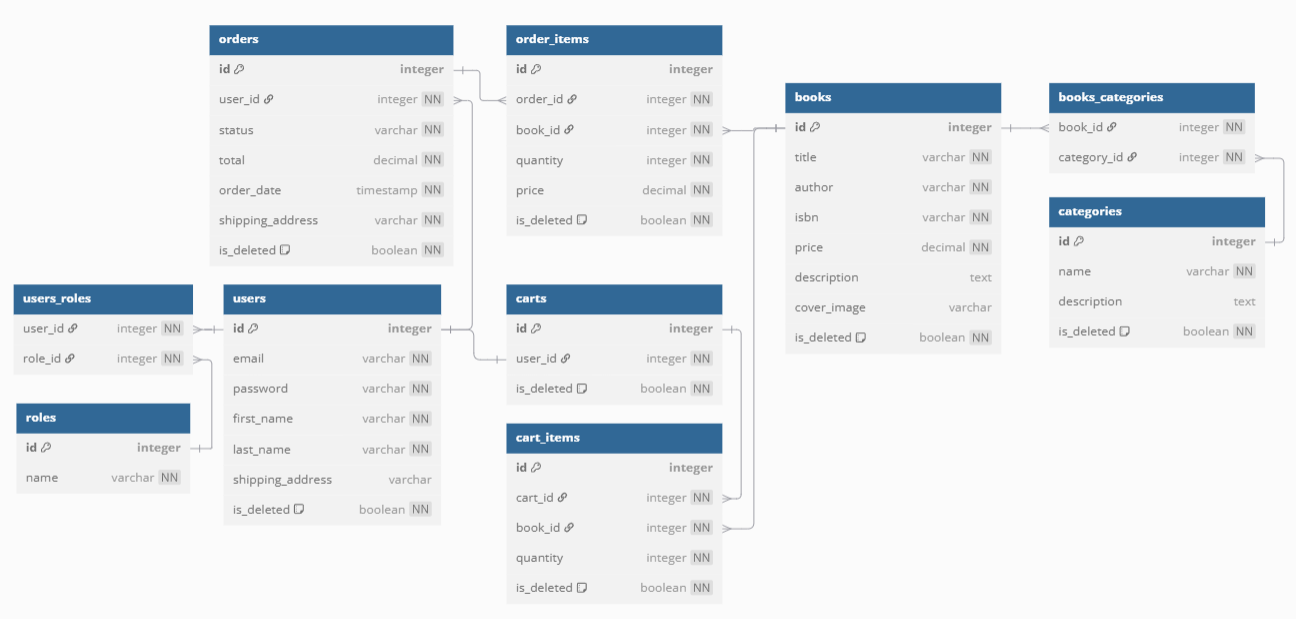 orders
id integer
user_id integer NN
status varchar NN
total decimal NN
order_date timestamp NN
shipping_address varchar NN
is_deleted boolean NN
order_items
id integer
order_id integer NN
book_id integer NN
quantity integer NN
price decimal NN
is_deleted boolean NN
books
id integer
title varchar NN
author varchar NN
isbn varchar NN
price decimal NN
description text
cover_image varchar
is_deleted boolean NN
books_categories
book_id integer NN
category_id integer NN
categories
id integer
name varchar NN
description text
is_deleted boolean NN
users_roles
user_id integer NN
role_id integer NN
users
id integer
email varchar NN
password varchar NN
first_name varchar NN
last_name varchar NN
shipping_address varchar
is_deleted boolean NN
carts
id integer
user_id integer NN
is_deleted boolean NN
roles
id integer
name varchar NN
cart_items
id integer
cart_id integer NN
book_id integer NN
quantity integer NN
is_deleted boolean NN